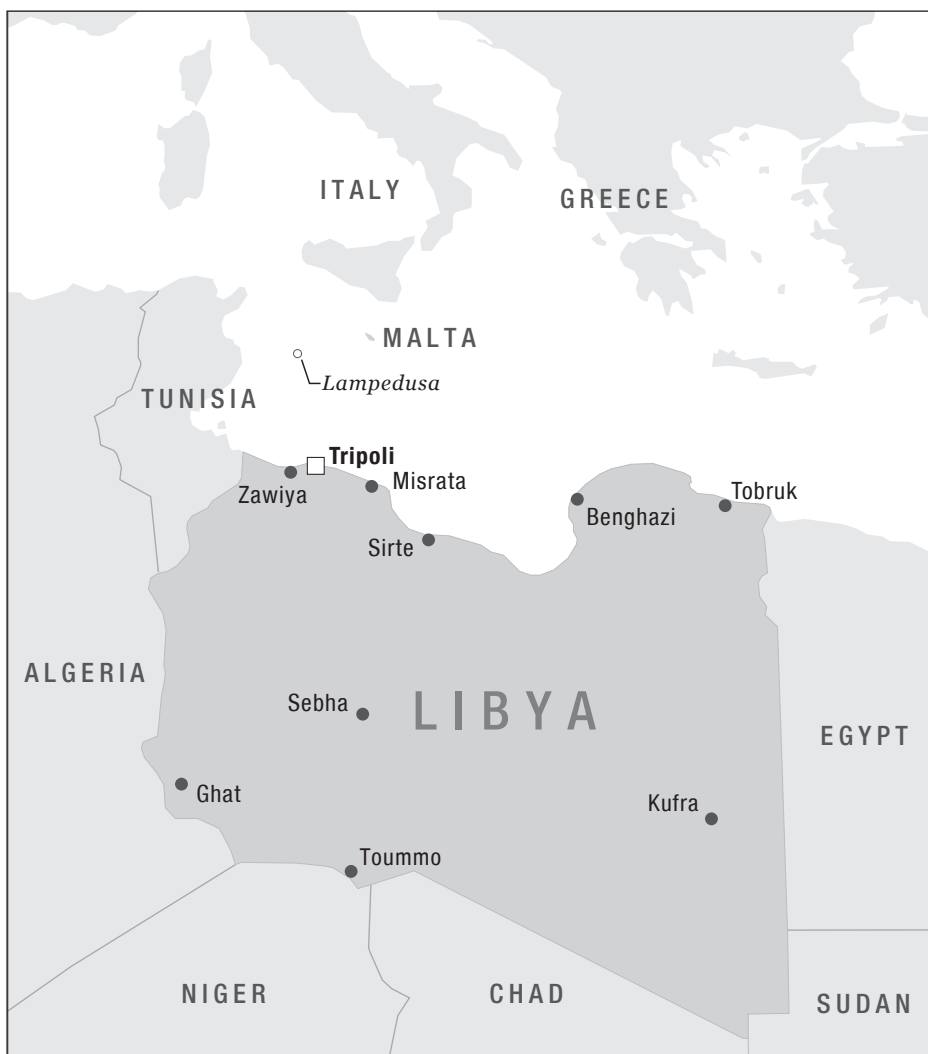 ITALY
GREECE
MALTA
Lampedusa
TUNISIA
Tripoli
Zawiya
Misrata
Tobruk
Benghazi
Sirte
ALGERIA
Sebha
LIBYA
EGYPT
Ghat
Kufra
Toummo
NIGER
CHAD
SUDAN